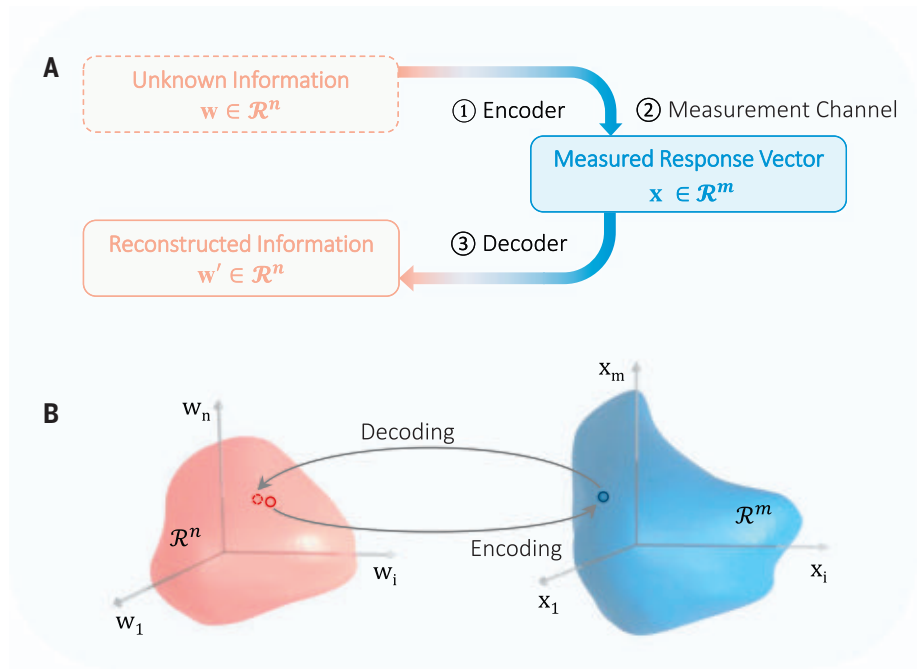 A
Unknown Information
w ∈ ℛⁿ
① Encoder
② Measurement Channel
Measured Response Vector
x ∈ ℛᵐ
③ Decoder
Reconstructed Information
w′ ∈ ℛⁿ
B
wₙ
Decoding
xₘ
ℛⁿ
ℛᵐ
Encoding
wᵢ
xᵢ
w₁
x₁